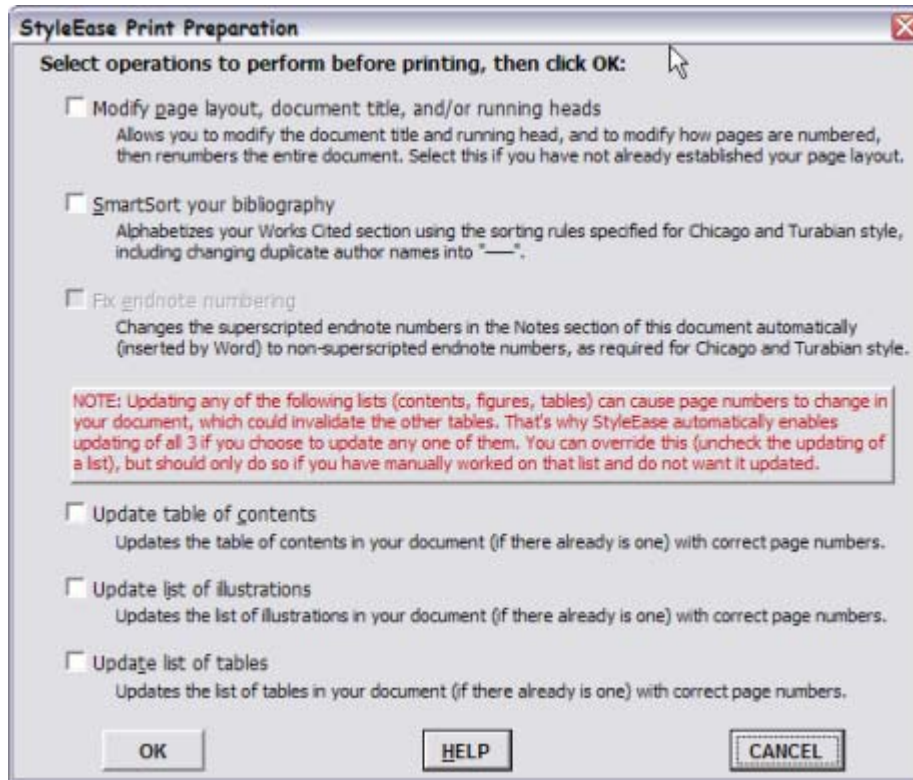 StyleEase Print Preparation
Select operations to perform before printing, then click OK:
Modify page layout, document title, and/or running heads
Allows you to modify the document title and running head, and to modify how pages are numbered,
then renumbers the entire document. Select this if you have not already established your page layout.
SmartSort your bibliography
Alphabetizes your Works Cited section using the sorting rules specified for Chicago and Turabian style,
including changing duplicate author names into "——".
Fix endnote numbering
Changes the superscripted endnote numbers in the Notes section of this document automatically
(inserted by Word) to non-superscripted endnote numbers, as required for Chicago and Turabian style.
NOTE: Updating any of the following lists (contents, figures, tables) can cause page numbers to change in
your document, which could invalidate the other tables. That's why StyleEase automatically enables
updating of all 3 if you choose to update any one of them. You can override this (uncheck the updating of
a list), but should only do so if you have manually worked on that list and do not want it updated.
Update table of contents
Updates the table of contents in your document (if there already is one) with correct page numbers.
Update list of illustrations
Updates the list of illustrations in your document (if there already is one) with correct page numbers.
Update list of tables
Updates the list of tables in your document (if there already is one) with correct page numbers.
OK HELP CANCEL